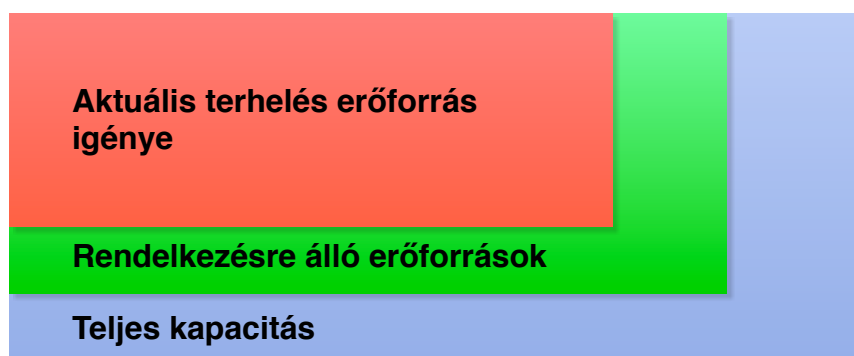 Aktuális terhelés erőforrás
igénye
Rendelkezésre álló erőforrások
Teljes kapacitás